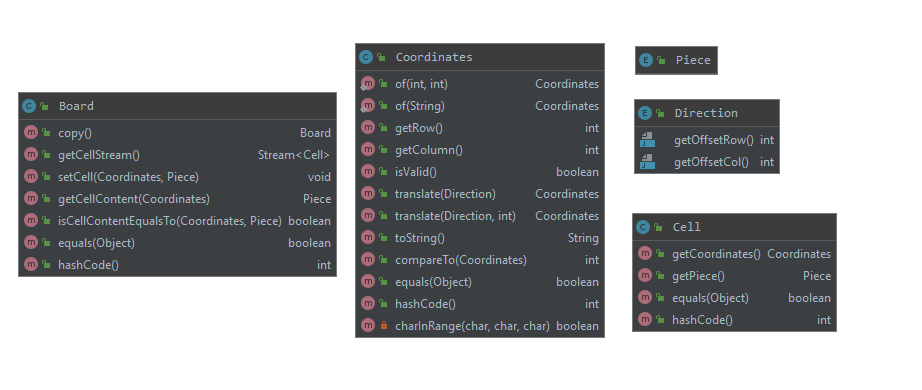 Board
copy() Board
getCellStream() Stream<Cell>
setCell(Coordinates, Piece) void
getCellContent(Coordinates) Piece
isCellContentEqualsTo(Coordinates, Piece) boolean
equals(Object) boolean
hashCode() int
Coordinates
of(int, int) Coordinates
of(String) Coordinates
getRow() int
getColumn() int
isValid() boolean
translate(Direction) Coordinates
translate(Direction, int) Coordinates
toString() String
compareTo(Coordinates) int
equals(Object) boolean
hashCode() int
charInRange(char, char, char) boolean
Piece
Direction
getOffsetRow() int
getOffsetCol() int
Cell
getCoordinates() Coordinates
getPiece() Piece
equals(Object) boolean
hashCode() int